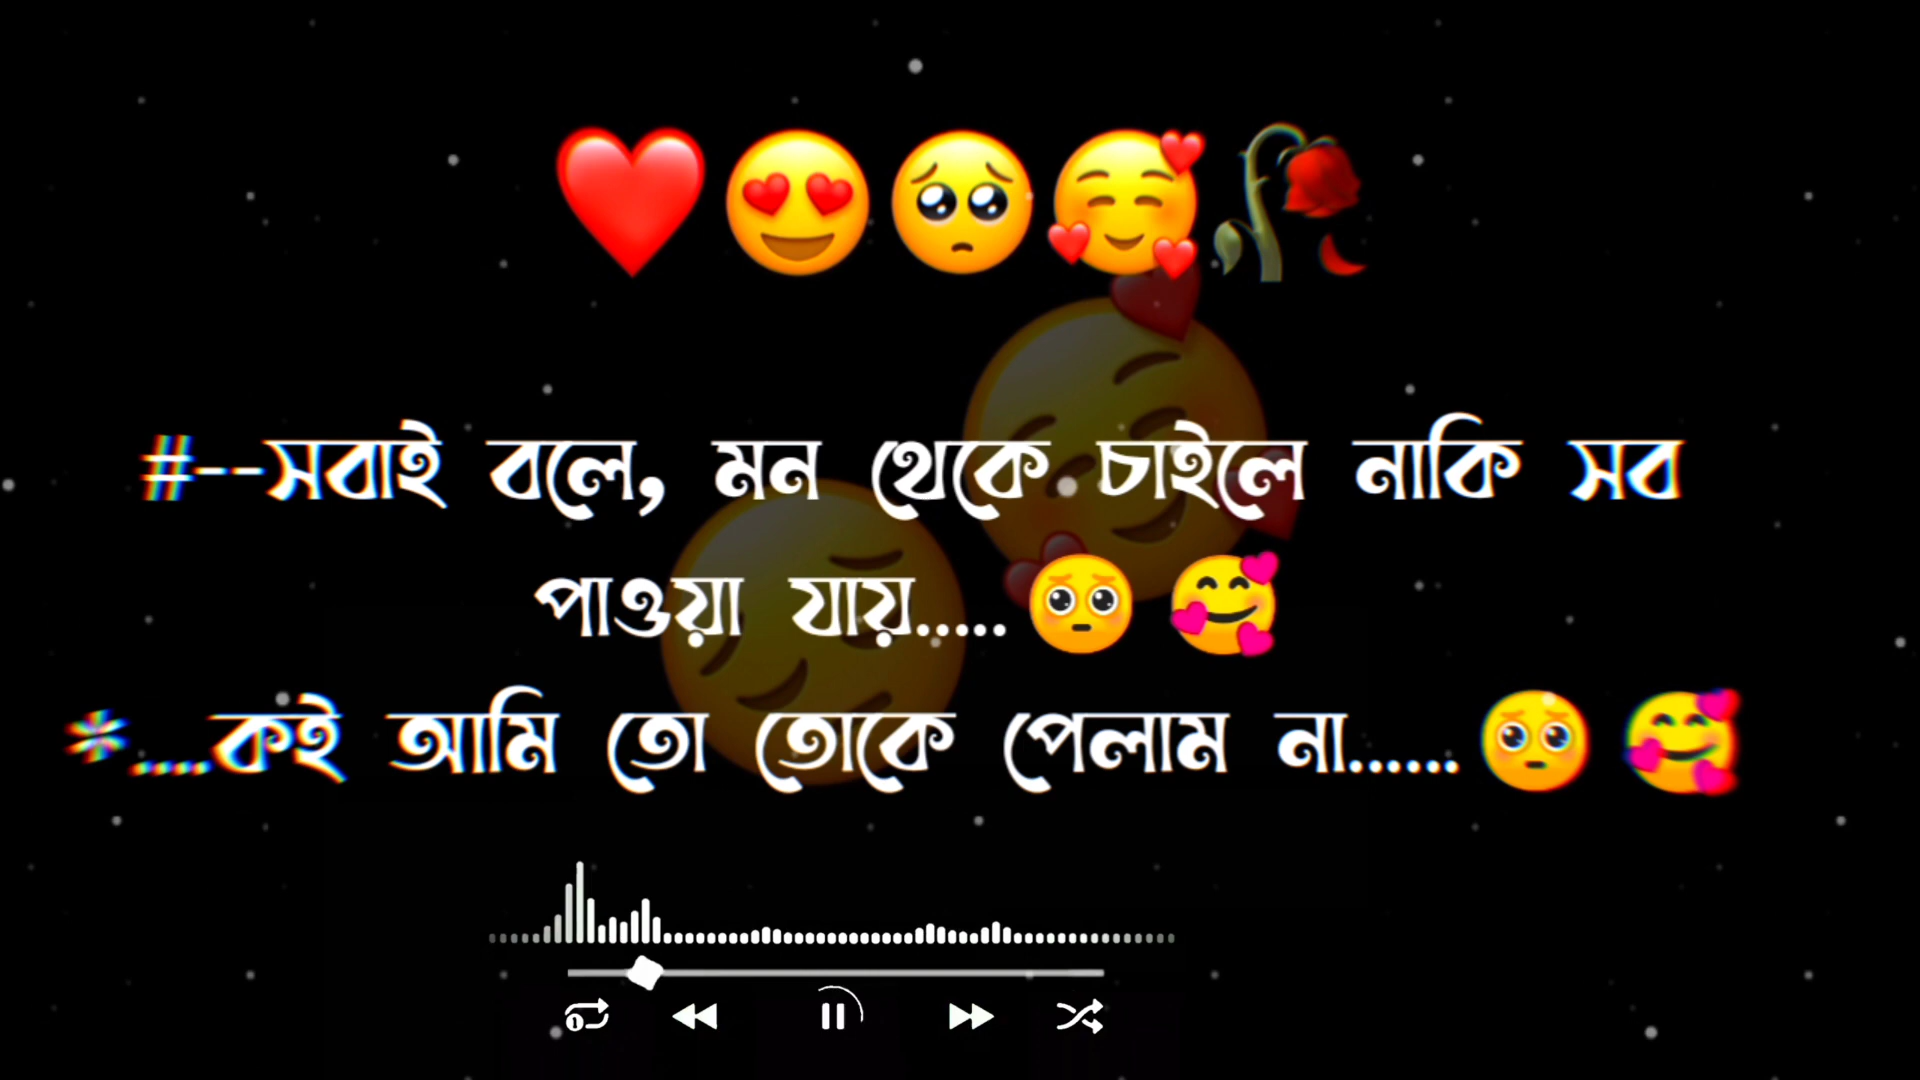 ❤️😍🥺🥰🥀
#--সবাই বলে, মন থেকে চাইলে নাকি সব
পাওয়া যায়.....🥺 🥰
*....কই আমি তো তোকে পেলাম না......🥺 🥰